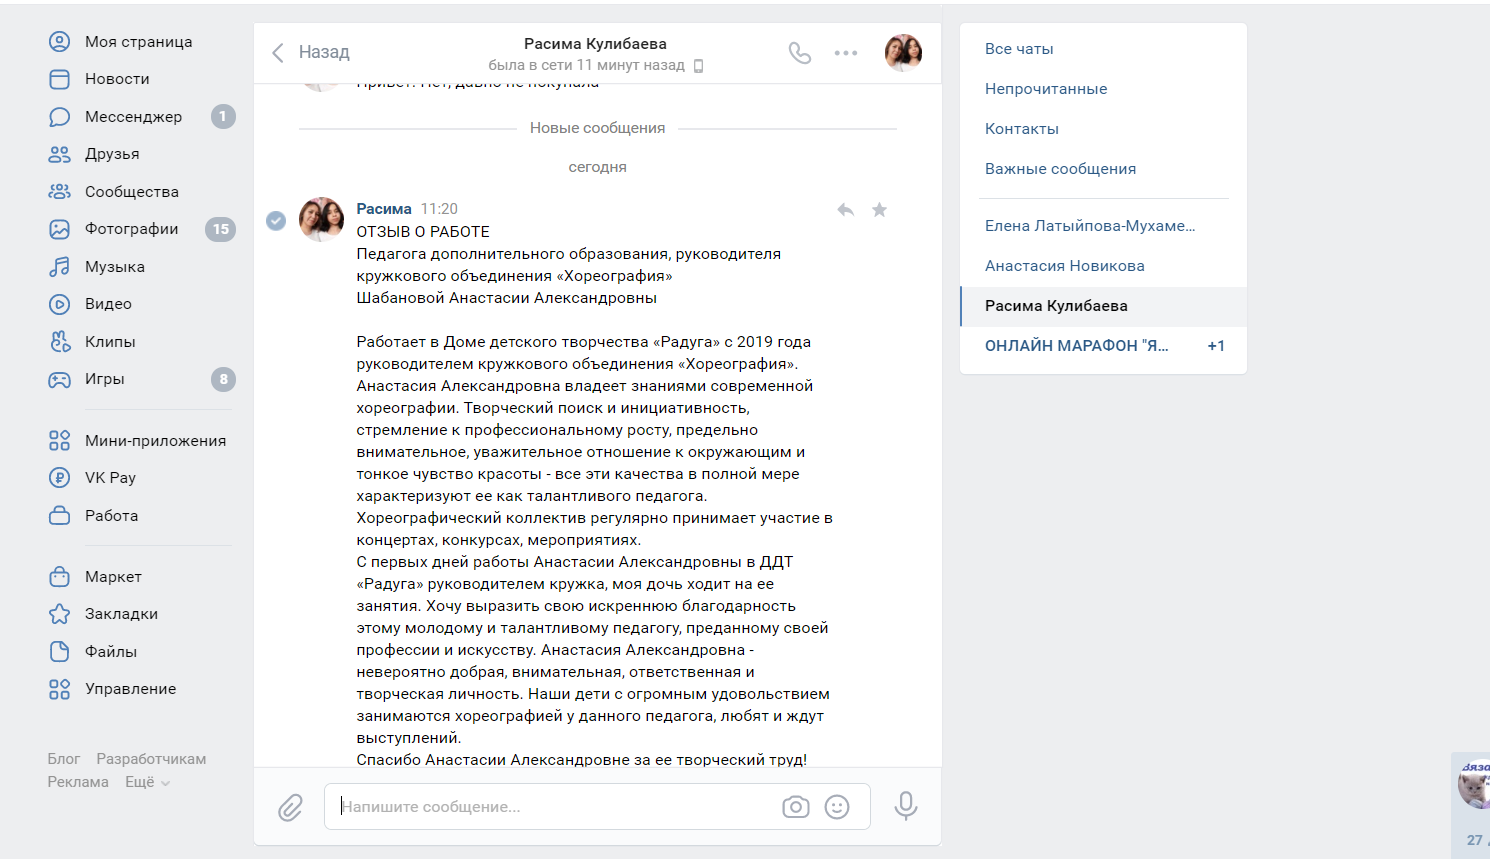 Моя страница
Новости
Мессенджер 1
Друзья
Сообщества
Фотографии 15
Музыка
Видео
Клипы
Игры 8
Мини-приложения
VK Pay
Работа
Маркет
Закладки
Файлы
Управление
Блог Разработчикам
Реклама Ещё
Назад
Расима Кулибаева
была в сети 11 минут назад
Привет! Нет, давно не покупала
Новые сообщения
сегодня
Расима 11:20
ОТЗЫВ О РАБОТЕ
Педагога дополнительного образования, руководителя
кружкового объединения «Хореография»
Шабановой Анастасии Александровны
Работает в Доме детского творчества «Радуга» с 2019 года
руководителем кружкового объединения «Хореография».
Анастасия Александровна владеет знаниями современной
хореографии. Творческий поиск и инициативность,
стремление к профессиональному росту, предельно
внимательное, уважительное отношение к окружающим и
тонкое чувство красоты - все эти качества в полной мере
характеризуют ее как талантливого педагога.
Хореографический коллектив регулярно принимает участие в
концертах, конкурсах, мероприятиях.
С первых дней работы Анастасии Александровны в ДДТ
«Радуга» руководителем кружка, моя дочь ходит на ее
занятия. Хочу выразить свою искреннюю благодарность
этому молодому и талантливому педагогу, преданному своей
профессии и искусству. Анастасия Александровна -
невероятно добрая, внимательная, ответственная и
творческая личность. Наши дети с огромным удовольствием
занимаются хореографией у данного педагога, любят и ждут
выступлений.
Спасибо Анастасии Александровне за ее творческий труд!
Напишите сообщение...
Все чаты
Непрочитанные
Контакты
Важные сообщения
Елена Латыйпова-Мухаме...
Анастасия Новикова
Расима Кулибаева
ОНЛАЙН МАРАФОН "Я... +1
27